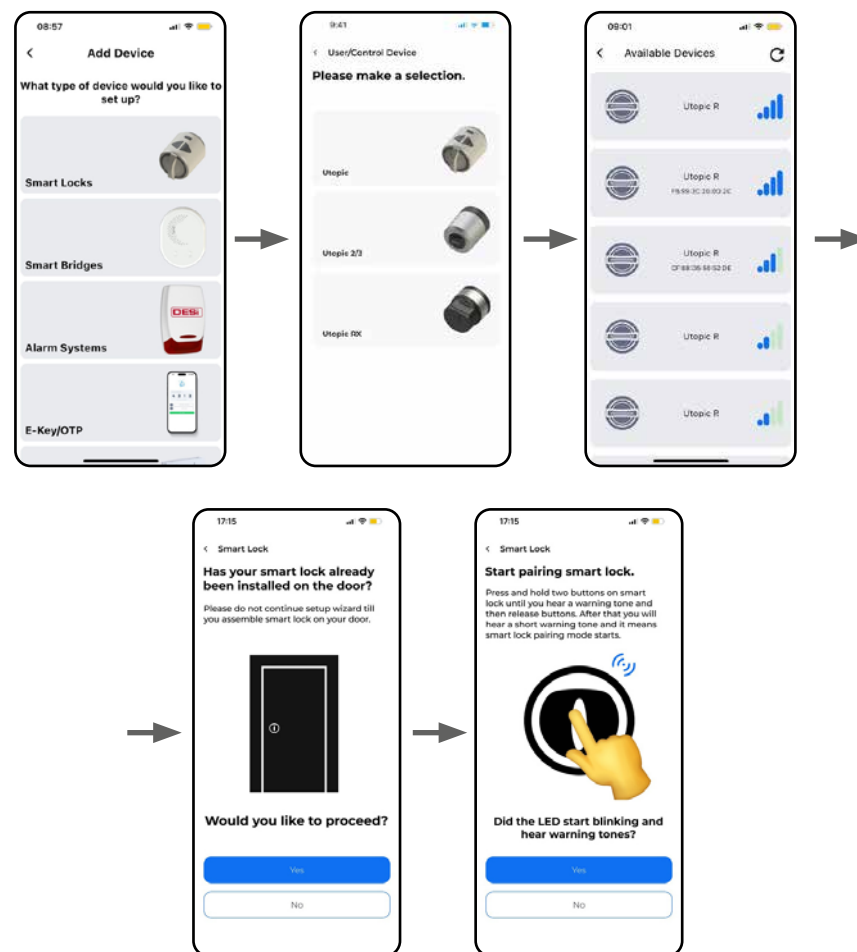 08:57
Add Device
What type of device would you like to
set up?
Smart Locks
Smart Bridges
DESi
Alarm Systems
E-Key/OTP
9:41
User/Control Device
Please make a selection.
Utopic
Utopic 2/3
Utopic RX
09:01
Available Devices
Utopic R
Utopic R
Utopic R
Utopic R
Utopic R
17:15
Smart Lock
Has your smart lock already
been installed on the door?
Please do not continue setup wizard till
you assemble smart lock on your door.
Would you like to proceed?
Yes
No
17:15
Smart Lock
Start pairing smart lock.
Press and hold two buttons on smart
lock until you hear a warning tone and
then release buttons. After that you will
hear a short warning tone and it means
smart lock pairing mode starts.
Did the LED start blinking and
hear warning tones?
Yes
No